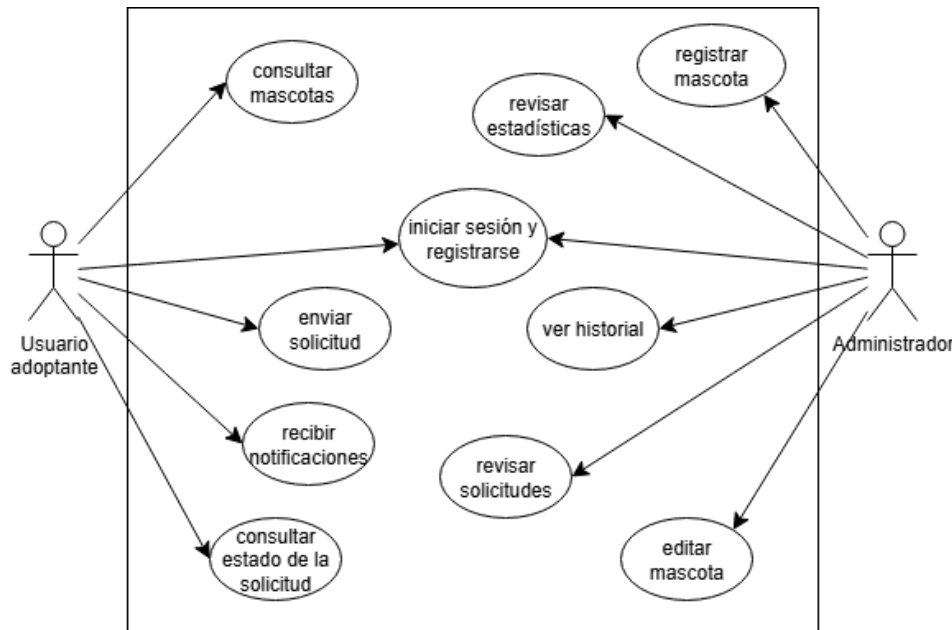 consultar
mascotas
registrar
mascota
revisar
estadísticas
iniciar sesión y
registrarse
Usuario
adoptante
enviar
solicitud
ver historial
Administrador
recibir
notificaciones
revisar
solicitudes
consultar
estado de la
solicitud
editar
mascota